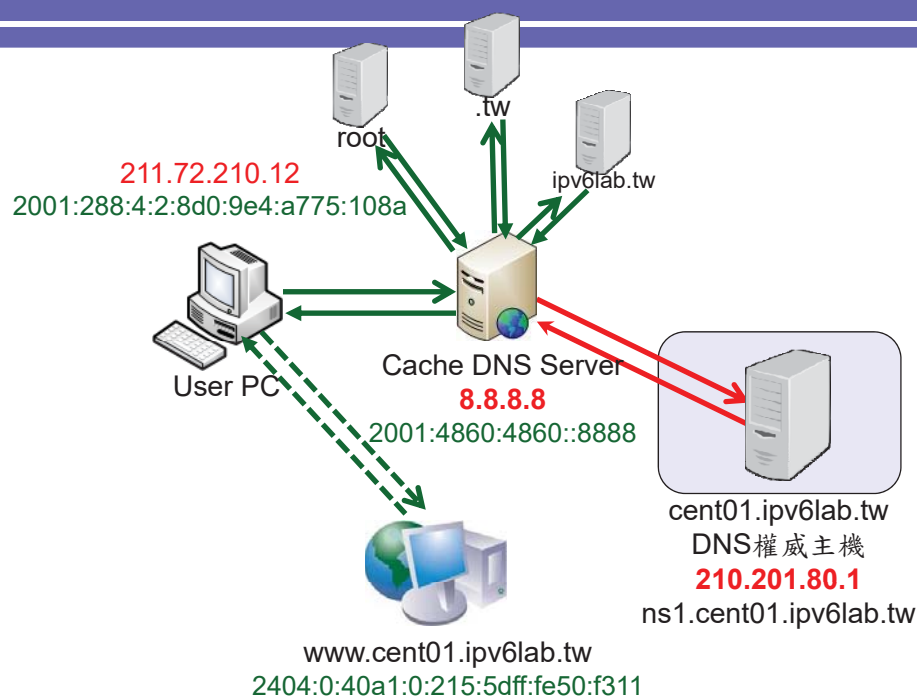 root
.tw
ipv6lab.tw
211.72.210.12
2001:288:4:2:8d0:9e4:a775:108a
User PC
Cache DNS Server
8.8.8.8
2001:4860:4860::8888
cent01.ipv6lab.tw
DNS權威主機
210.201.80.1
ns1.cent01.ipv6lab.tw
www.cent01.ipv6lab.tw
2404:0:40a1:0:215:5dff:fe50:f311